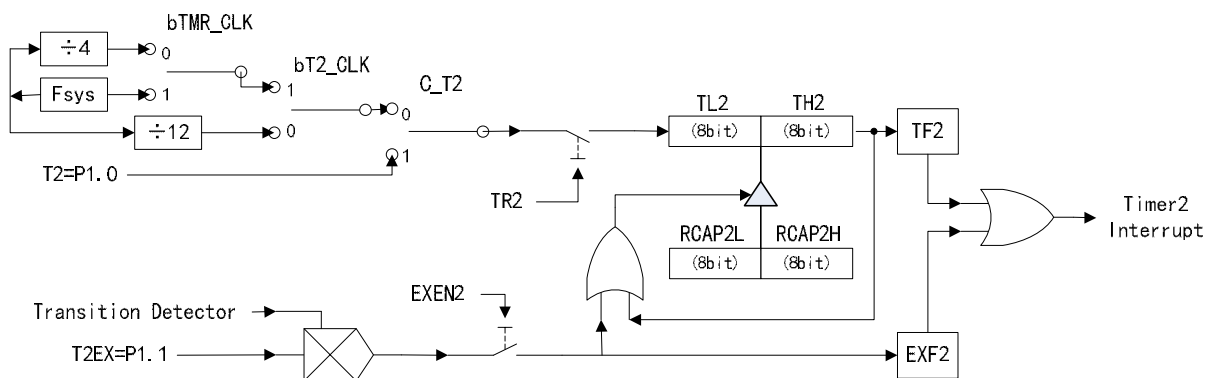 bTMR_CLK
÷4
0
bT2_CLK
Fsys
1
1
C_T2
÷12
0
0
T2=P1.0
1
TR2
TL2
TH2
(8bit)
(8bit)
TF2
RCAP2L
RCAP2H
(8bit)
(8bit)
Timer2
Interrupt
Transition Detector
EXEN2
T2EX=P1.1
EXF2